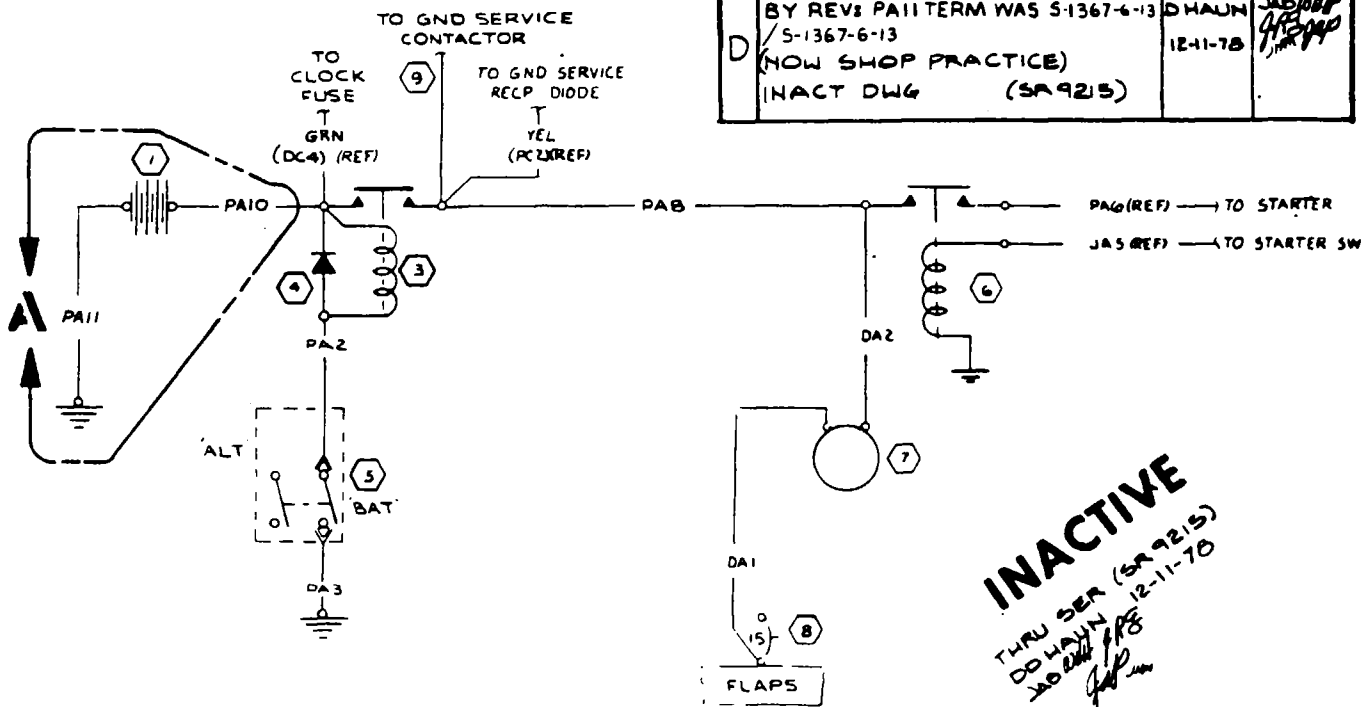 BY REV: PA11 TERM WAS S-1367-6-13
/S-1367-6-13
(NOW SHOP PRACTICE)
INACT DWG (SR9215)
D
D HAUN
12-11-78
TO GND SERVICE
CONTACTOR
TO
CLOCK
FUSE
9
TO GND SERVICE
RECP DIODE
GRN
(DC4) (REF)
YEL
(PC2)(REF)
1
PA10
PA8
PA6(REF) TO STARTER
JA5(REF) TO STARTER SW
3
4
6
A
PA11
PA2
DA2
'ALT'
5
'BAT'
7
DA3
DA1
15
8
FLAPS
INACTIVE
THRU SER (SR9215)
DD HAUN 12-11-78